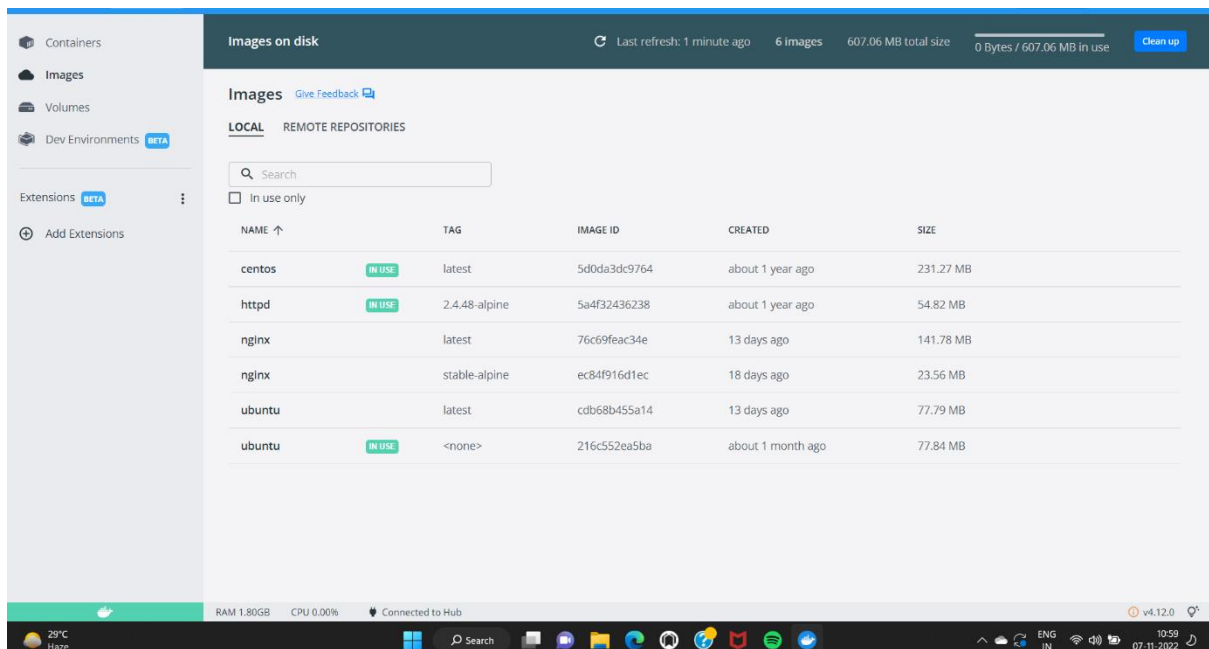 Containers
Images
Volumes
Dev Environments BETA
Extensions BETA
Add Extensions
Images on disk
Last refresh: 1 minute ago 6 images 607.06 MB total size 0 Bytes / 607.06 MB in use Clean up
Images Give Feedback
LOCAL REMOTE REPOSITORIES
Search
In use only
NAME TAG IMAGE ID CREATED SIZE
centos IN USE latest 5d0da3dc9764 about 1 year ago 231.27 MB
httpd IN USE 2.4.48-alpine 5a4f32436238 about 1 year ago 54.82 MB
nginx latest 76c69feac34e 13 days ago 141.78 MB
nginx stable-alpine ec84f916d1ec 18 days ago 23.56 MB
ubuntu latest cdb68b455a14 13 days ago 77.79 MB
ubuntu IN USE <none> 216c552ea5ba about 1 month ago 77.84 MB
RAM 1.80GB CPU 0.00% Connected to Hub v4.12.0
29°C
Haze
Search
ENG
IN
10:59
07-11-2022